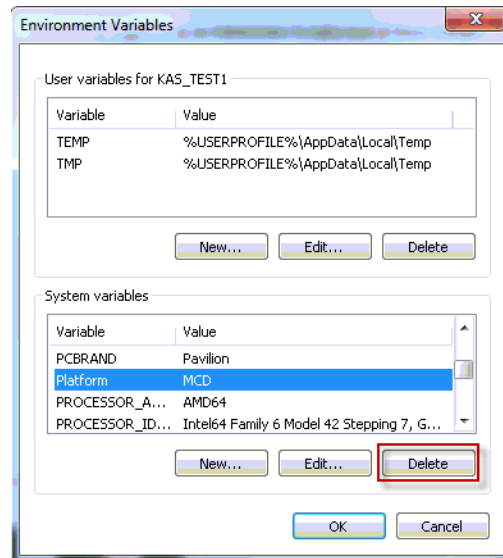 Environment Variables
User variables for KAS_TEST1
Variable Value
TEMP %USERPROFILE%\AppData\Local\Temp
TMP %USERPROFILE%\AppData\Local\Temp
New... Edit... Delete
System variables
Variable Value
PCBRAND Pavilion
Platform MCD
PROCESSOR_A... AMD64
PROCESSOR_ID... Intel64 Family 6 Model 42 Stepping 7, G...
New... Edit... Delete
OK Cancel